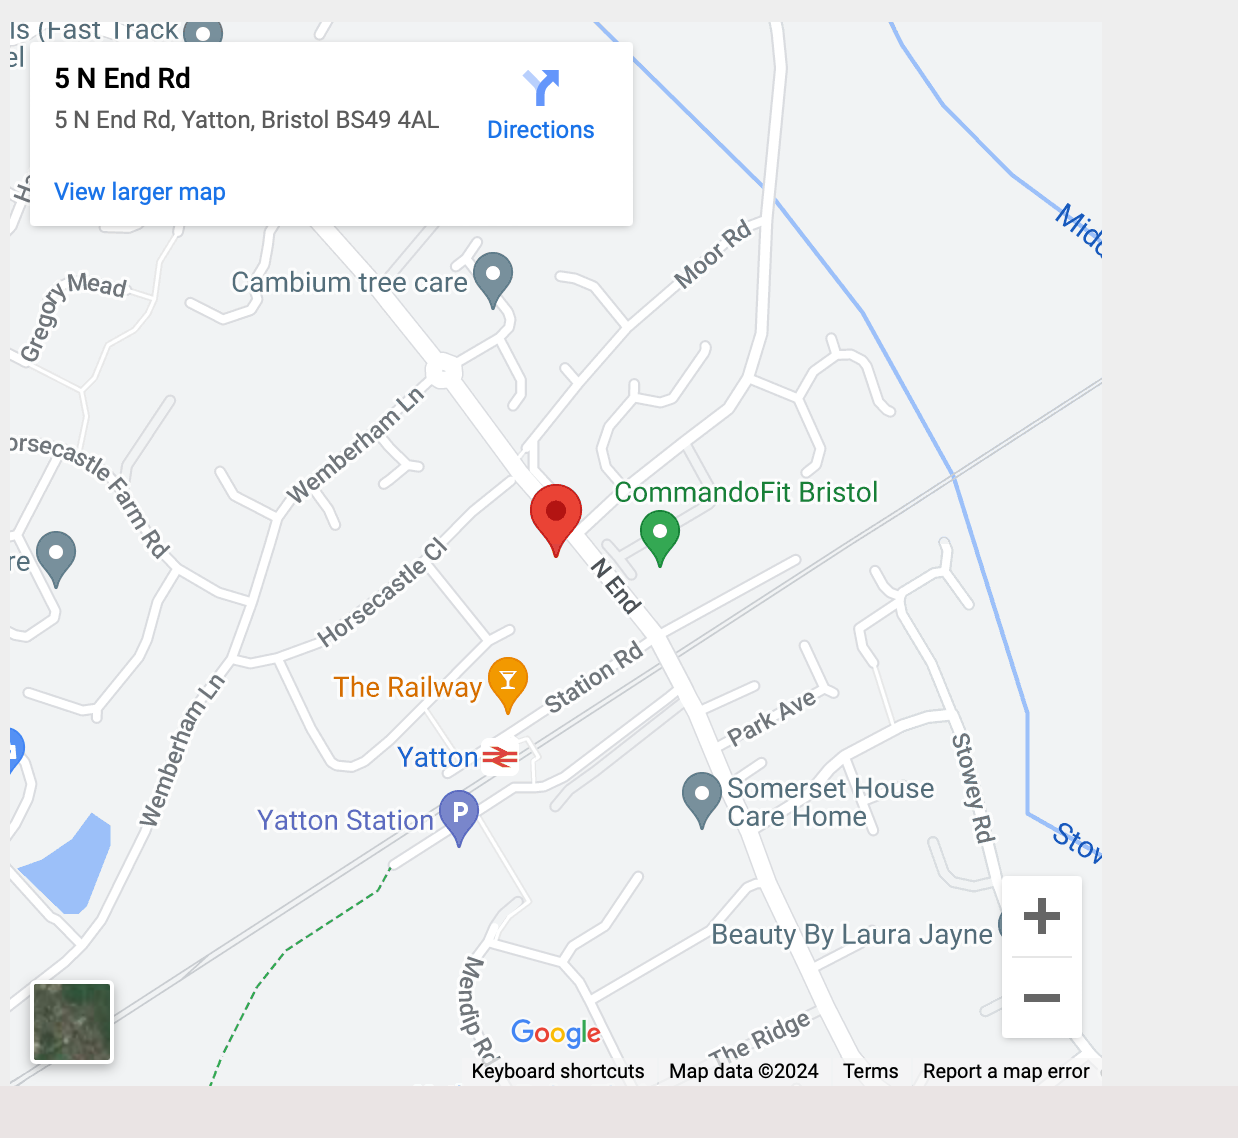 ls (Fast Track
el
5 N End Rd
5 N End Rd, Yatton, Bristol BS49 4AL
Directions
View larger map
Moor Rd
Cambium tree care
Gregory Mead
Wemberham Ln
Horsecastle Farm Rd
CommandoFit Bristol
re
N End
Horsecastle Cl
Station Rd
The Railway
Wemberham Ln
Park Ave
Yatton
Stowey Rd
Somerset House
Care Home
P
Yatton Station
Stow
Beauty By Laura Jayne
Mendip Rd
The Ridge
Google
Keyboard shortcuts Map data ©2024 Terms Report a map error